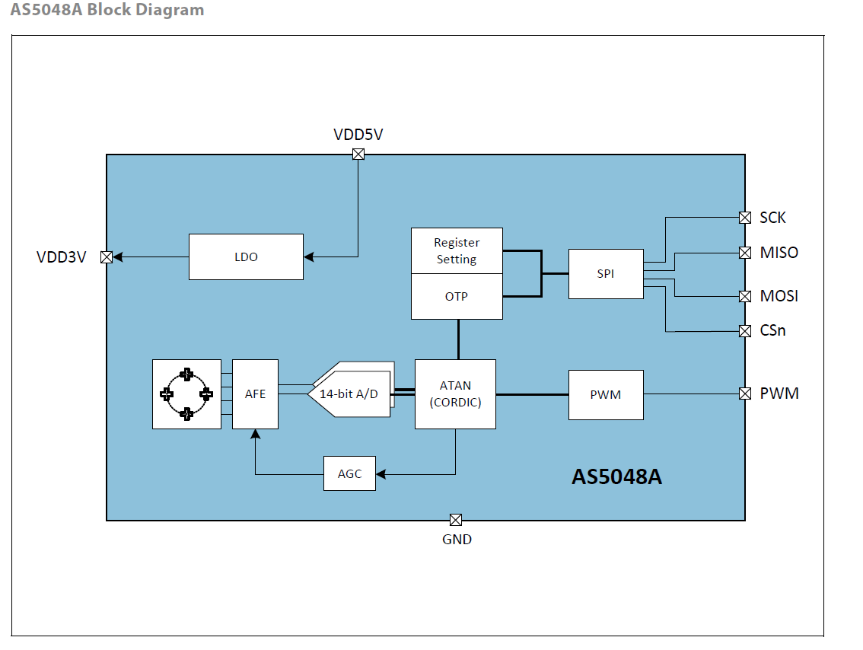 AS5048A Block Diagram
VDD5V
SCK
Register
Setting
VDD3V
LDO
MISO
SPI
OTP
MOSI
CSn
AFE
14-bit A/D
ATAN
(CORDIC)
PWM
PWM
AGC
AS5048A
GND